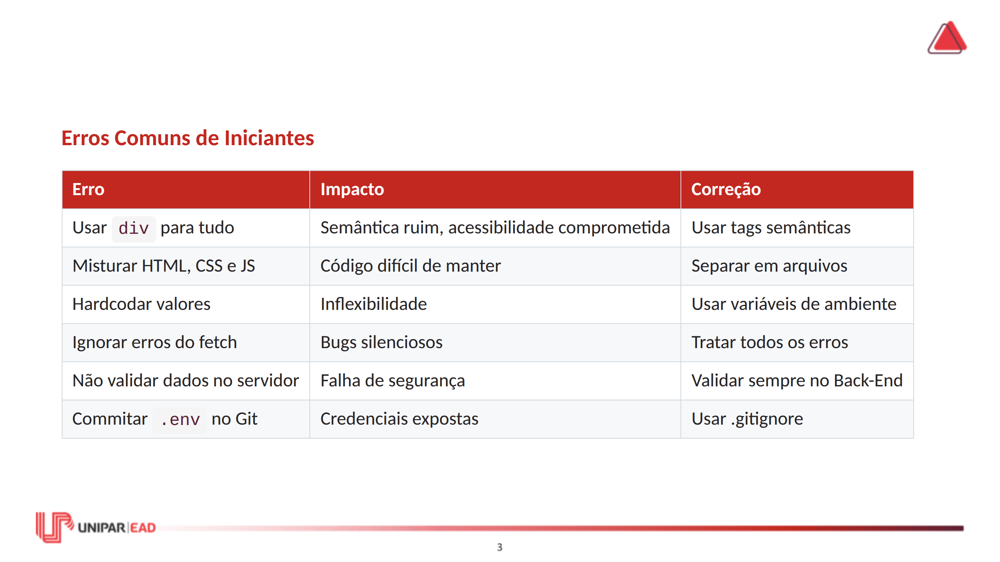 Erros Comuns de Iniciantes
Erro Impacto Correção
Usar div para tudo Semântica ruim, acessibilidade comprometida Usar tags semânticas
Misturar HTML, CSS e JS Código difícil de manter Separar em arquivos
Hardcodar valores Inflexibilidade Usar variáveis de ambiente
Ignorar erros do fetch Bugs silenciosos Tratar todos os erros
Não validar dados no servidor Falha de segurança Validar sempre no Back-End
Commitar .env no Git Credenciais expostas Usar .gitignore
UNIPAR|EAD
3